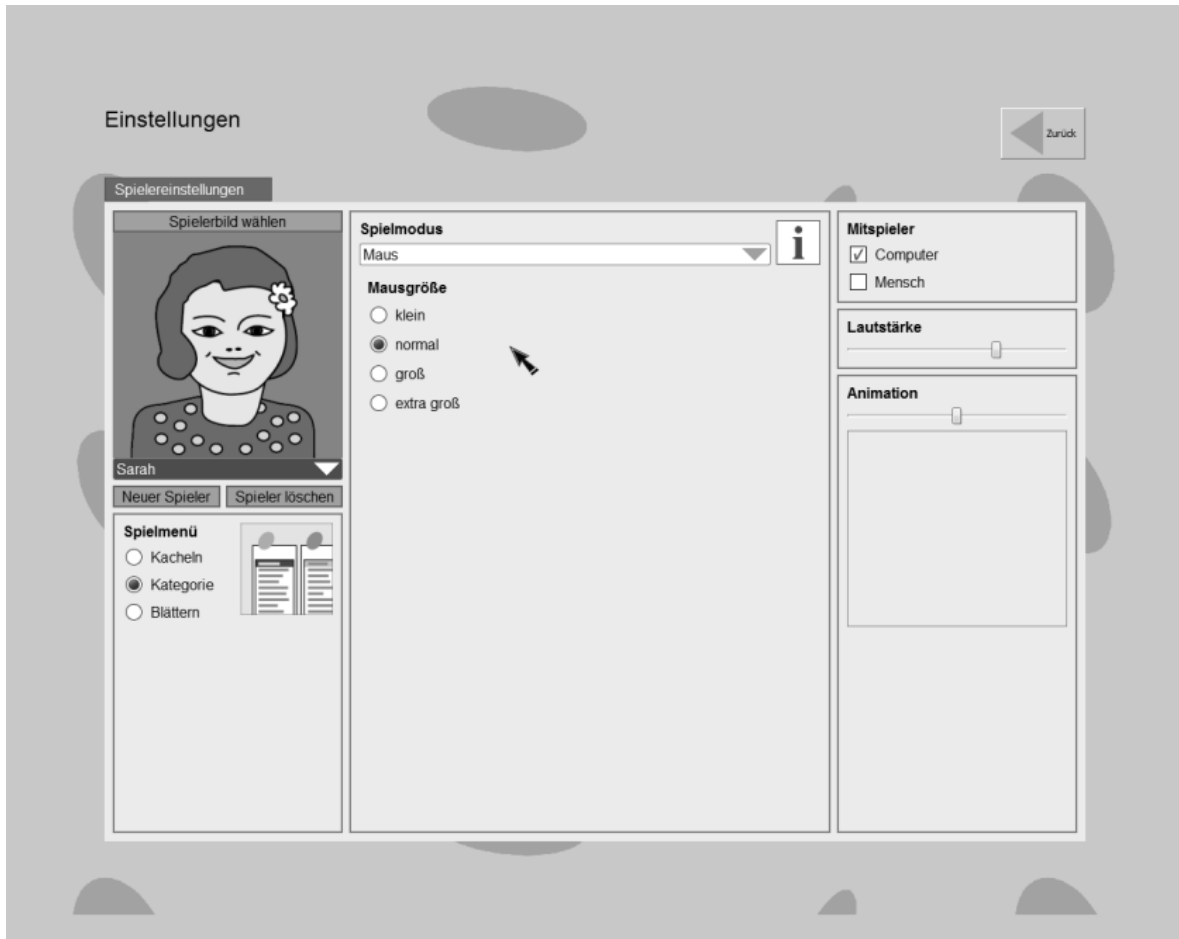 Einstellungen
Zurück
Spielereinstellungen
Spielerbild wählen
Sarah
Neuer Spieler
Spieler löschen
Spielmenü
Kacheln
Kategorie
Blättern
Spielmodus
Maus
i
Mausgröße
klein
normal
groß
extra groß
Mitspieler
Computer
Mensch
Lautstärke
Animation